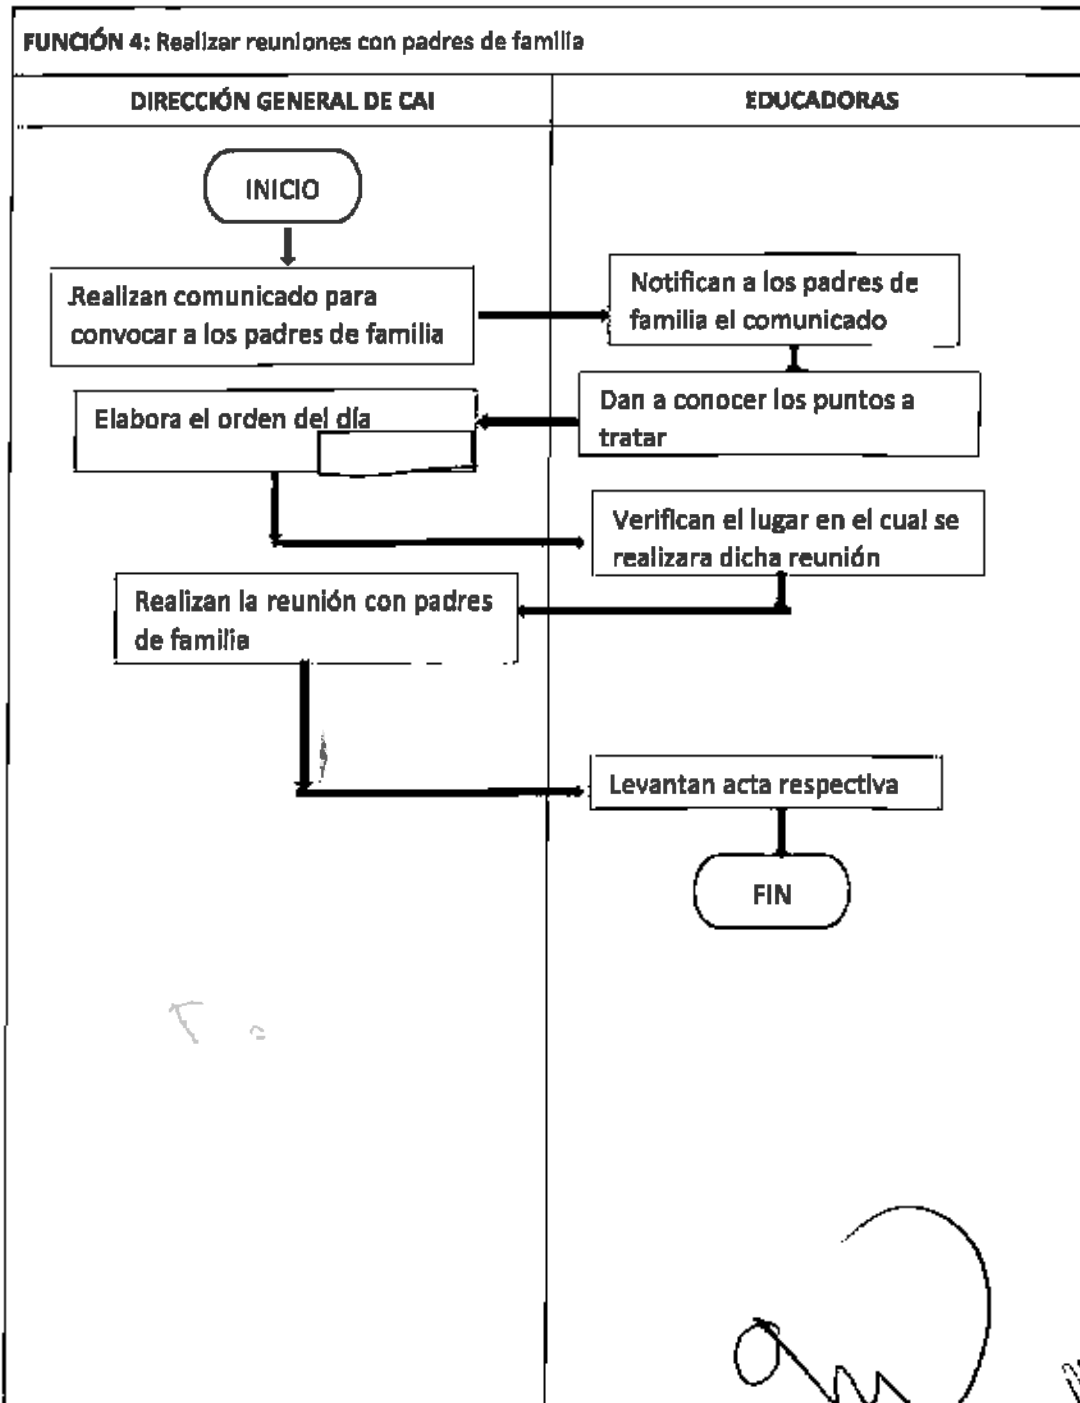 FUNCIÓN 4: Realizar reuniones con padres de familia
DIRECCIÓN GENERAL DE CAI
EDUCADORAS
INICIO
Realizan comunicado para
convocar a los padres de familia
Notifican a los padres de
familia el comunicado
Dan a conocer los puntos a
tratar
Elabora el orden del día
Verifican el lugar en el cual se
realizara dicha reunión
Realizan la reunión con padres
de familia
Levantan acta respectiva
FIN